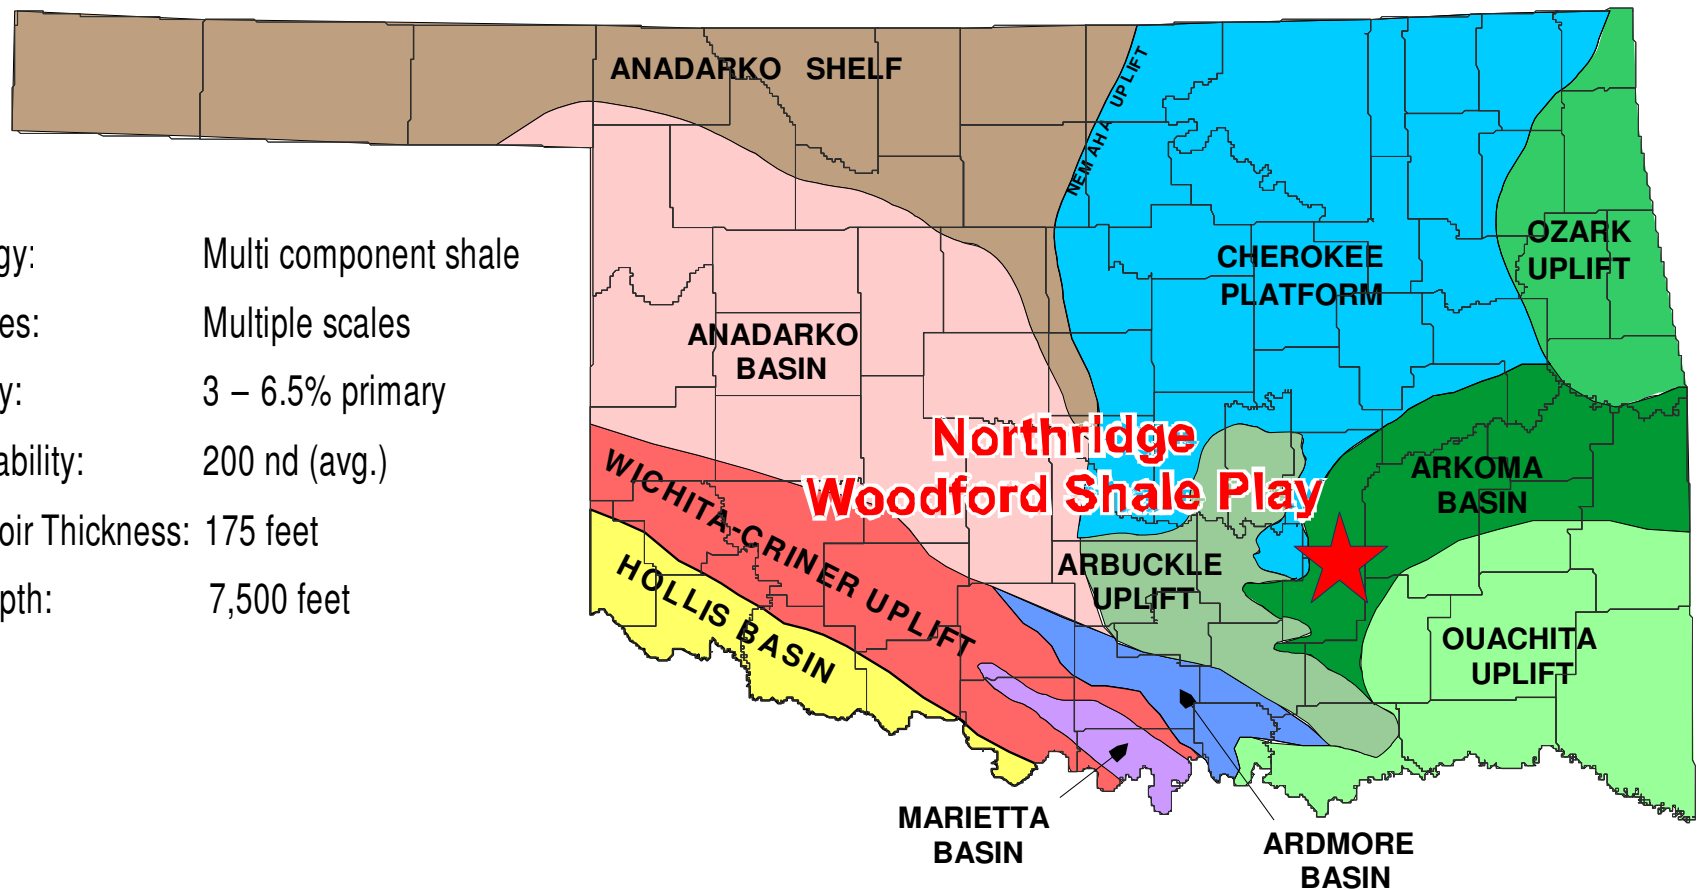 ANADARKO SHELF
NEMAHA UPLIFT
OZARK
UPLIFT
CHEROKEE
PLATFORM
gy: Multi component shale
es: Multiple scales
y: 3 – 6.5% primary
ability: 200 nd (avg.)
oir Thickness: 175 feet
pth: 7,500 feet
ANADARKO
BASIN
Northridge
Woodford Shale Play
ARKOMA
BASIN
WICHITA-CRINER UPLIFT
HOLLIS BASIN
ARBUCKLE
UPLIFT
OUACHITA
UPLIFT
MARIETTA
BASIN
ARDMORE
BASIN